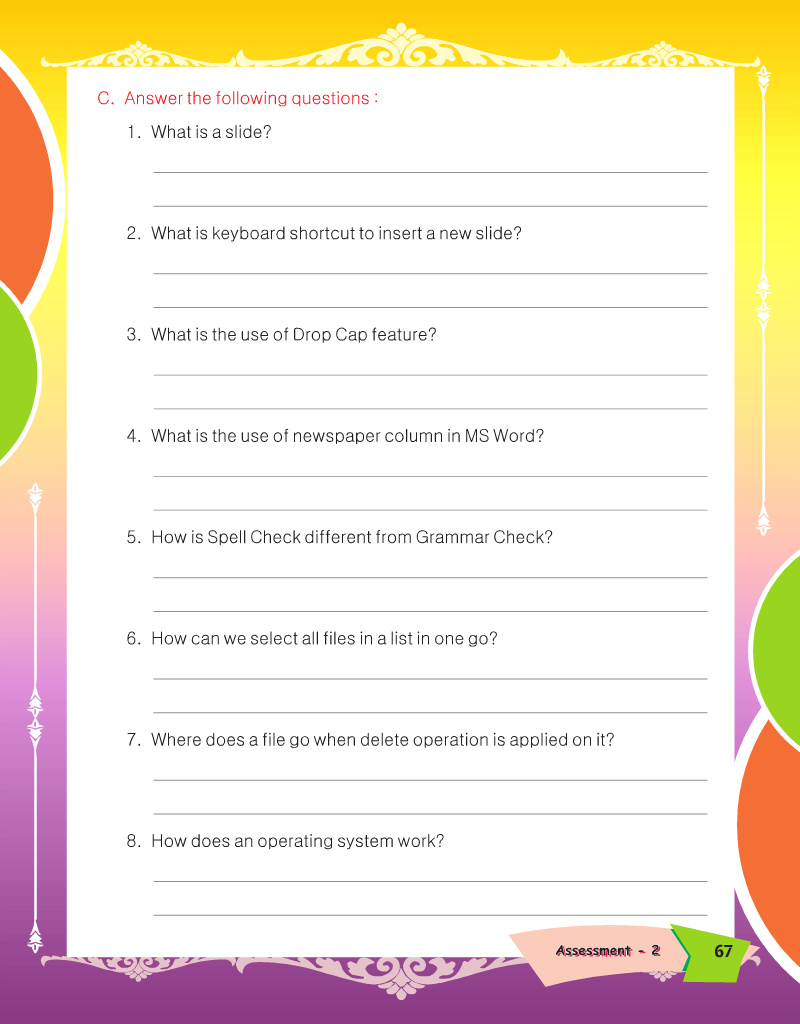 C. Answer the following questions :
1. What is a slide?
2. What is keyboard shortcut to insert a new slide?
3. What is the use of Drop Cap feature?
4. What is the use of newspaper column in MS Word?
5. How is Spell Check different from Grammar Check?
6. How can we select all files in a list in one go?
7. Where does a file go when delete operation is applied on it?
8. How does an operating system work?
Assessment - 2 67